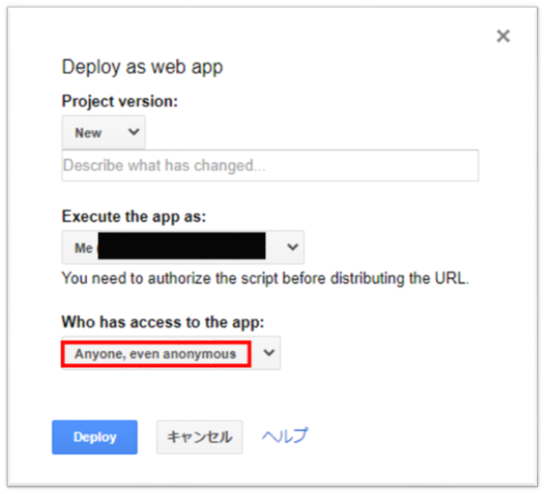 Deploy as web app
Project version:
New
Describe what has changed...
Execute the app as:
Me
You need to authorize the script before distributing the URL.
Who has access to the app:
Anyone, even anonymous
Deploy キャンセル ヘルプ